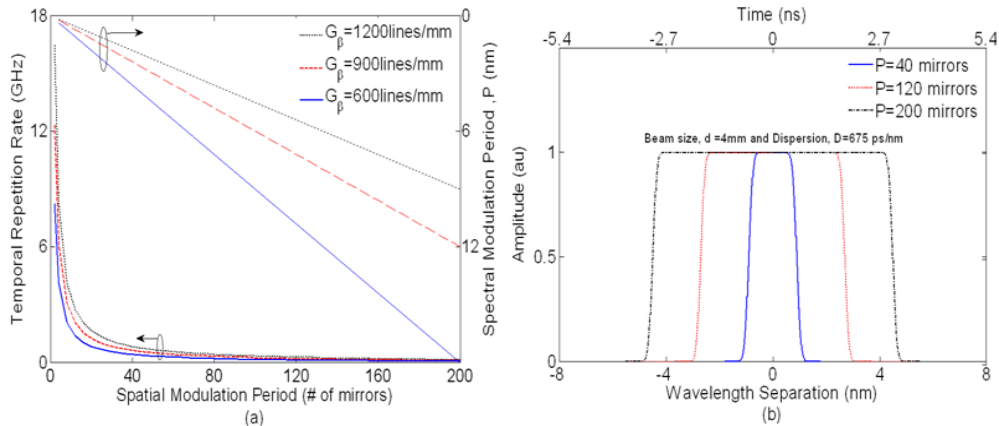 18
12
6
0
Temporal Repetition Rate (GHz)
0 40 80 120 160 200
Spatial Modulation Period (# of mirrors)
(a)
0
6
12
Spectral Modulation Period ,P (nm)
Gβ=1200lines/mm
Gβ=900lines/mm
Gβ=600lines/mm
Time (ns)
-5.4 -2.7 0 2.7 5.4
P=40 mirrors
P=120 mirrors
P=200 mirrors
Beam size, d =4mm and Dispersion, D=675 ps/nm
1
0.5
0
Amplitude (au)
-8 -4 0 4 8
Wavelength Separation (nm)
(b)